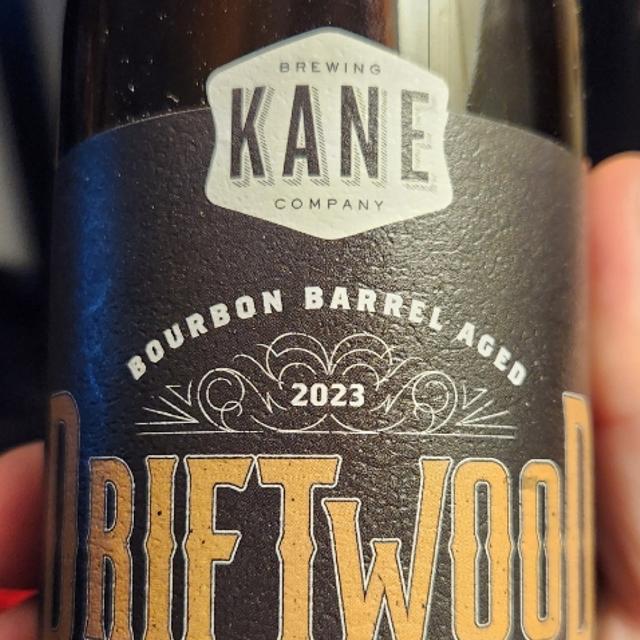 BREWING
KANE
COMPANY
BOURBON BARREL AGED
2023
DRIFTWOOD